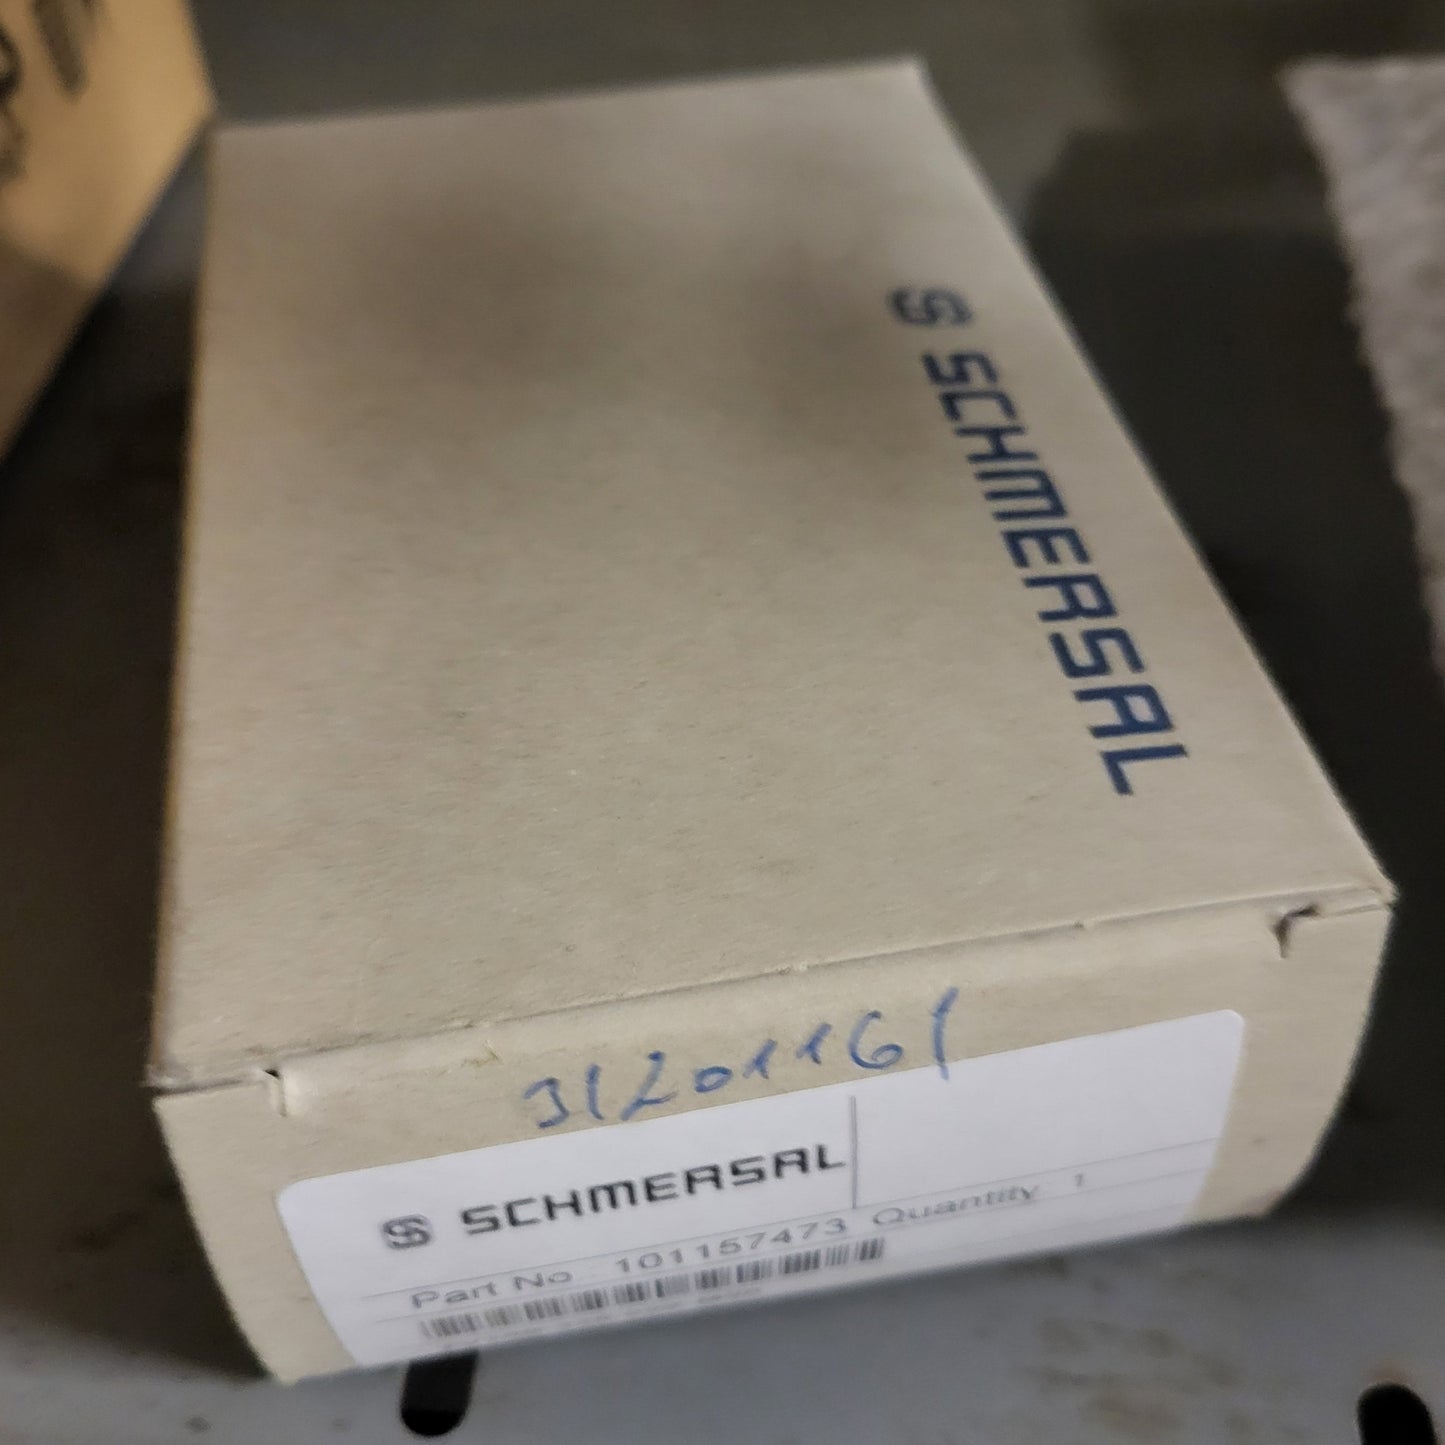 SCHMERSAL
31201161
SCHMERSAL
Part No : 101157473 Quantity 1